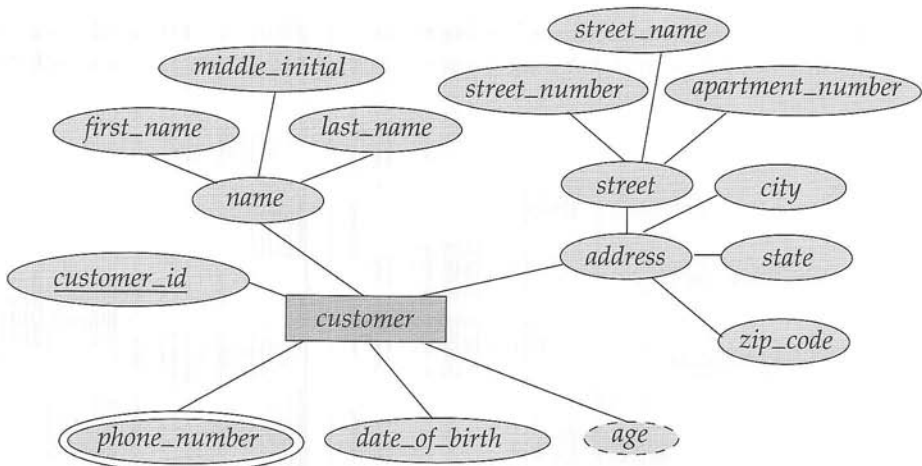 street_name
middle_initial
street_number
apartment_number
first_name
last_name
name
street
city
address
state
customer_id
customer
zip_code
phone_number
date_of_birth
age